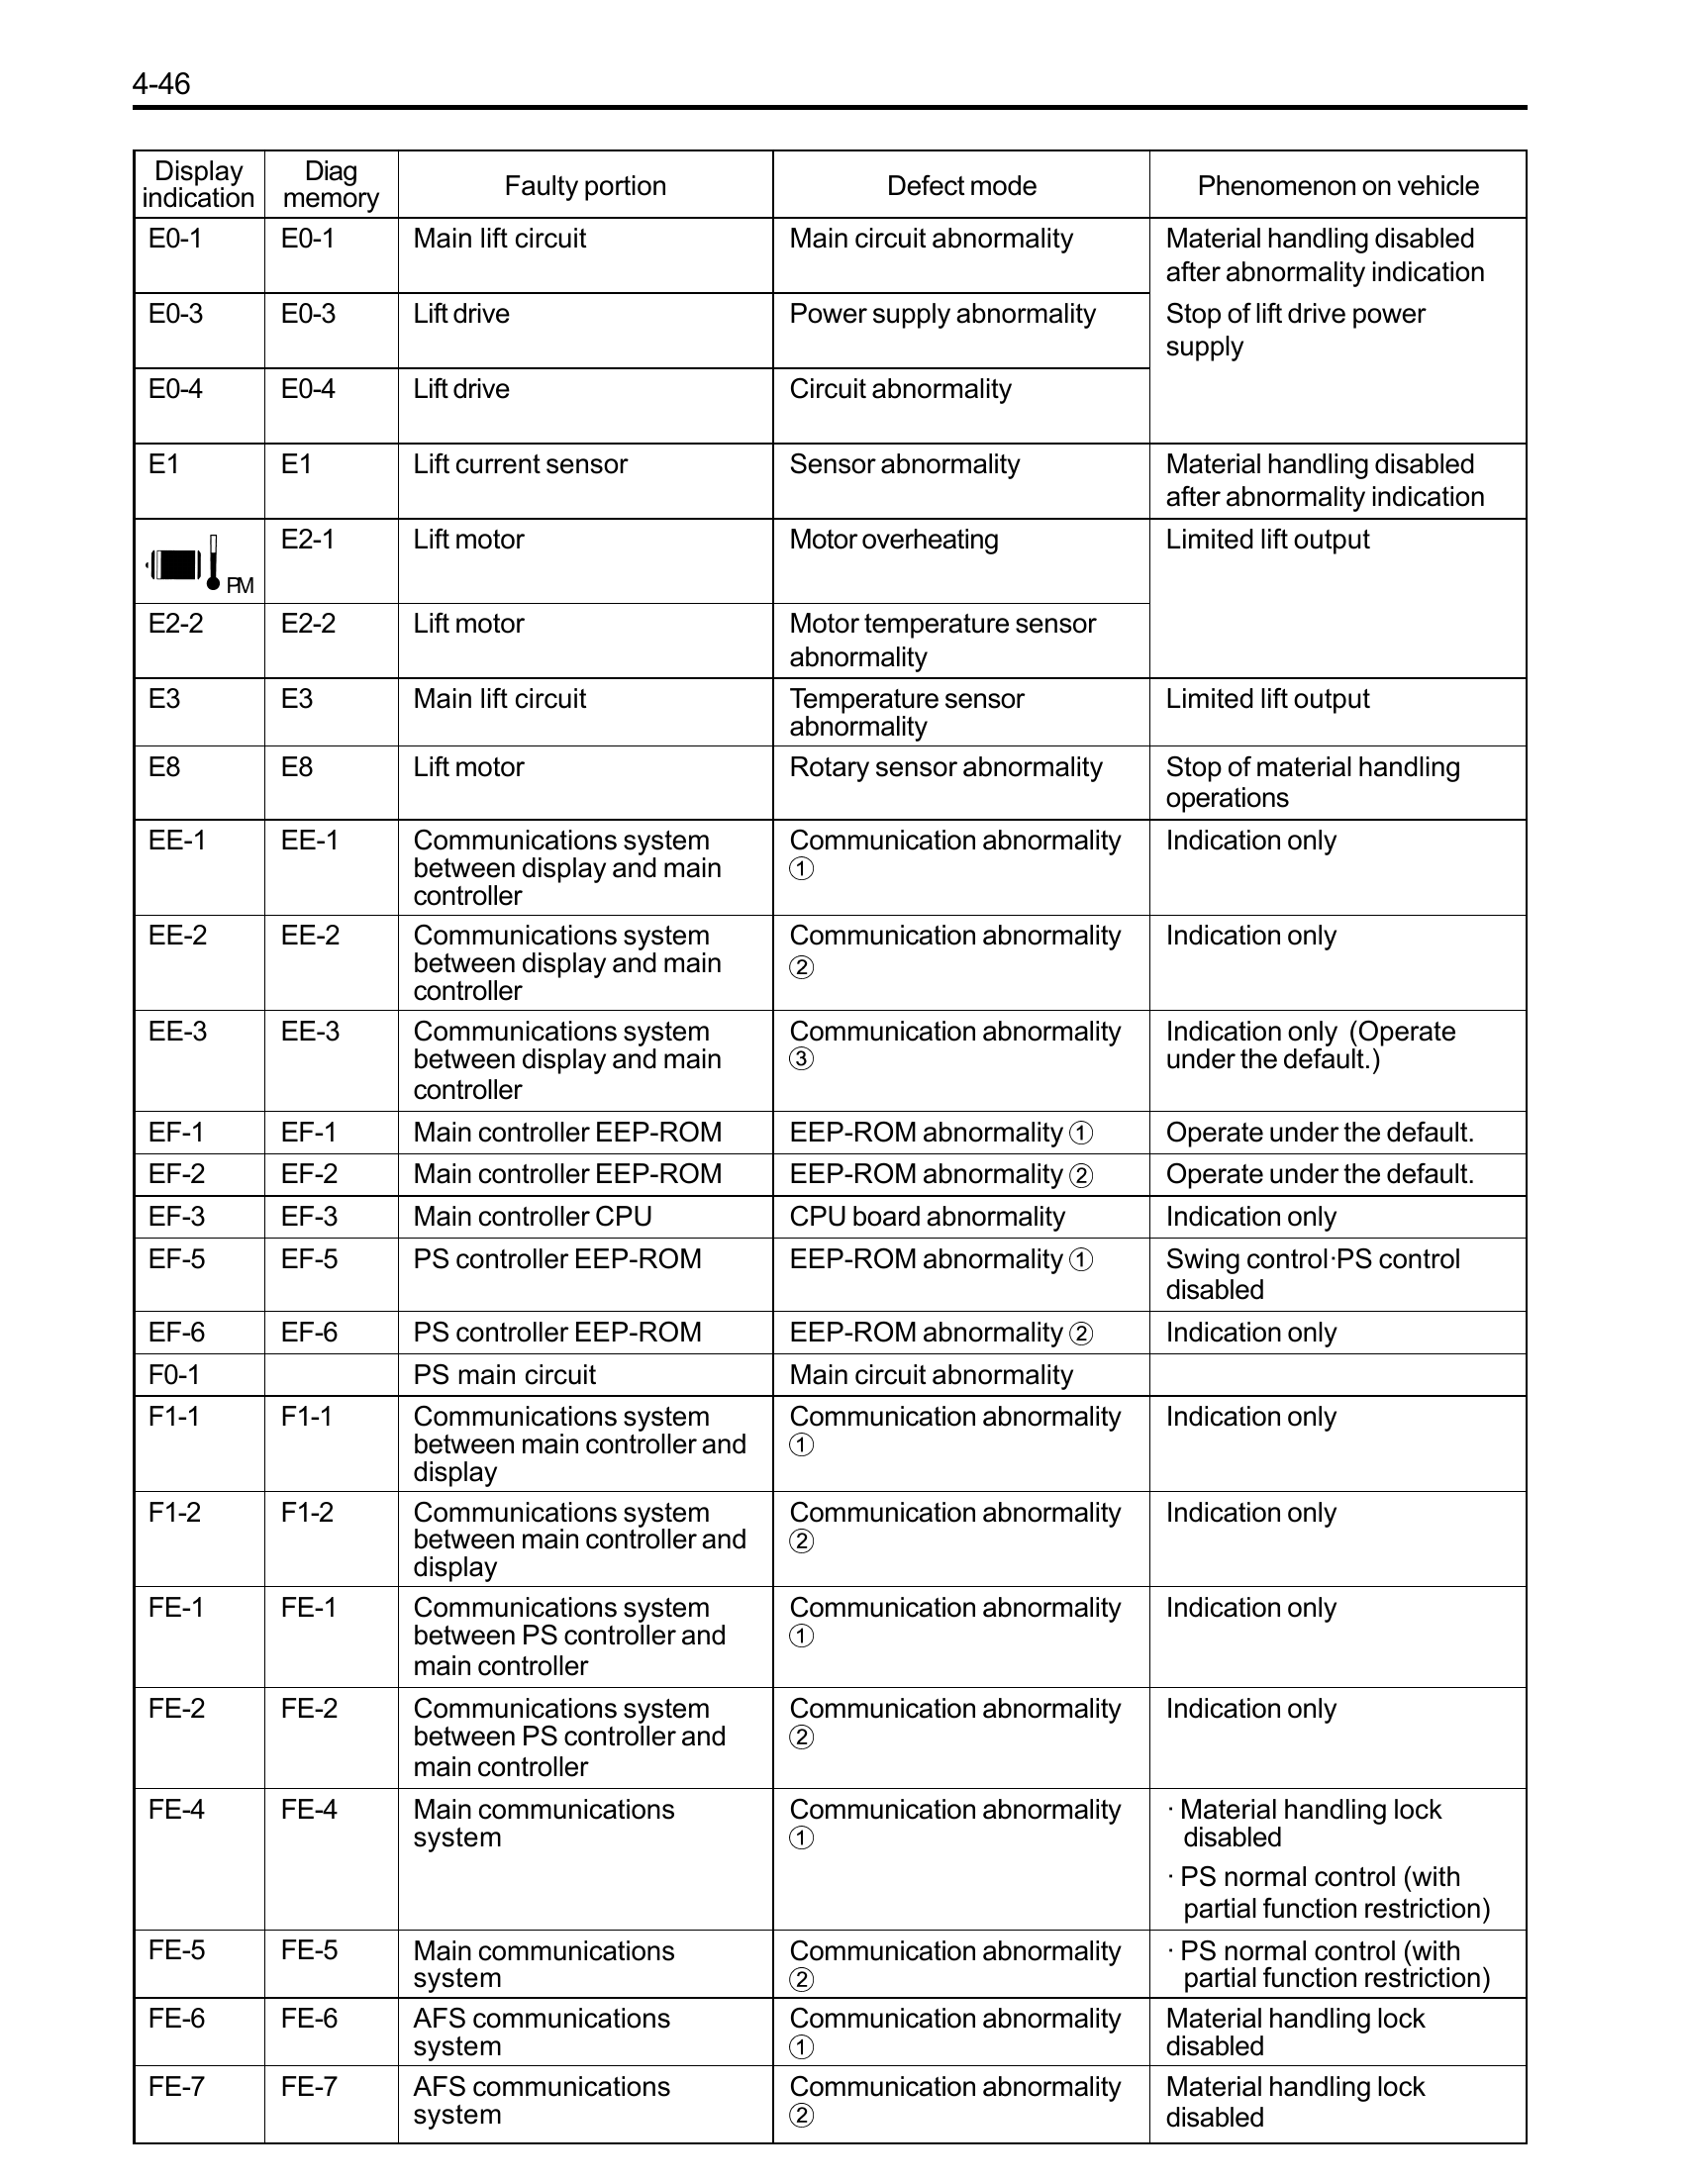 4-46
Display indication | Diag memory | Faulty portion | Defect mode | Phenomenon on vehicle
E0-1 | E0-1 | Main lift circuit | Main circuit abnormality | Material handling disabled after abnormality indication
E0-3 | E0-3 | Lift drive | Power supply abnormality | Stop of lift drive power supply
E0-4 | E0-4 | Lift drive | Circuit abnormality
E1 | E1 | Lift current sensor | Sensor abnormality | Material handling disabled after abnormality indication
PM | E2-1 | Lift motor | Motor overheating | Limited lift output
E2-2 | E2-2 | Lift motor | Motor temperature sensor abnormality
E3 | E3 | Main lift circuit | Temperature sensor abnormality | Limited lift output
E8 | E8 | Lift motor | Rotary sensor abnormality | Stop of material handling operations
EE-1 | EE-1 | Communications system between display and main controller | Communication abnormality ① | Indication only
EE-2 | EE-2 | Communications system between display and main controller | Communication abnormality ② | Indication only
EE-3 | EE-3 | Communications system between display and main controller | Communication abnormality ③ | Indication only (Operate under the default.)
EF-1 | EF-1 | Main controller EEP-ROM | EEP-ROM abnormality ① | Operate under the default.
EF-2 | EF-2 | Main controller EEP-ROM | EEP-ROM abnormality ② | Operate under the default.
EF-3 | EF-3 | Main controller CPU | CPU board abnormality | Indication only
EF-5 | EF-5 | PS controller EEP-ROM | EEP-ROM abnormality ① | Swing control·PS control disabled
EF-6 | EF-6 | PS controller EEP-ROM | EEP-ROM abnormality ② | Indication only
F0-1 | | PS main circuit | Main circuit abnormality |
F1-1 | F1-1 | Communications system between main controller and display | Communication abnormality ① | Indication only
F1-2 | F1-2 | Communications system between main controller and display | Communication abnormality ② | Indication only
FE-1 | FE-1 | Communications system between PS controller and main controller | Communication abnormality ① | Indication only
FE-2 | FE-2 | Communications system between PS controller and main controller | Communication abnormality ② | Indication only
FE-4 | FE-4 | Main communications system | Communication abnormality ① | · Material handling lock disabled · PS normal control (with partial function restriction)
FE-5 | FE-5 | Main communications system | Communication abnormality ② | · PS normal control (with partial function restriction)
FE-6 | FE-6 | AFS communications system | Communication abnormality ① | Material handling lock disabled
FE-7 | FE-7 | AFS communications system | Communication abnormality ② | Material handling lock disabled